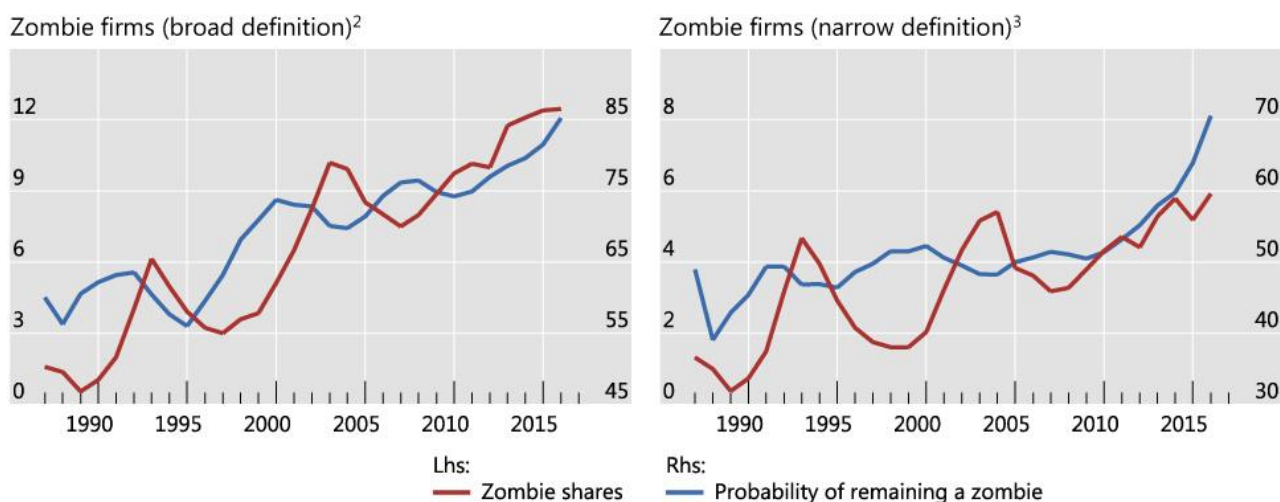 Zombie firms (broad definition)2
Zombie firms (narrow definition)3
12 85
9 75
6 65
3 55
0 45
1990 1995 2000 2005 2010 2015
8 70
6 60
4 50
2 40
0 30
1990 1995 2000 2005 2010 2015
Lhs:
Zombie shares
Rhs:
Probability of remaining a zombie